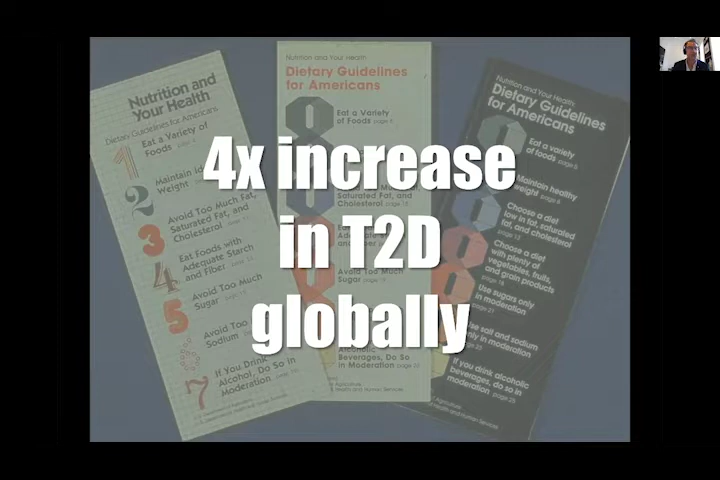 Nutrition and
Your Health
Dietary Guidelines for Americans
1 Eat a Variety of
Foods
2 Maintain
Weight
3 Avoid Too Much Fat,
Saturated Fat, and
Cholesterol
4 Eat Foods with
Adequate Starch
and Fiber
5 Avoid Too Much
Sugar
Avoid Too
Sodium
7 If You Drink
Alcohol, Do So in
Moderation
Nutrition and Your Health
Dietary Guidelines
for Americans
Eat a Variety
of Foods
Saturated Fat, and
Cholesterol
Avoid Too Much
Sugar
Alcoholic
Beverages, Do So
in Moderation
Nutrition and Your Health:
Dietary Guidelines
for Americans
Eat a variety
of foods
Maintain healthy
weight
Choose a diet
low in fat, saturated
fat, and cholesterol
Choose a diet
with plenty of
vegetables, fruits,
and grain products
Use sugars only
in moderation
Use salt and sodium
only in moderation
If you drink alcoholic
beverages, do so in
moderation
4x increase
in T2D
globally